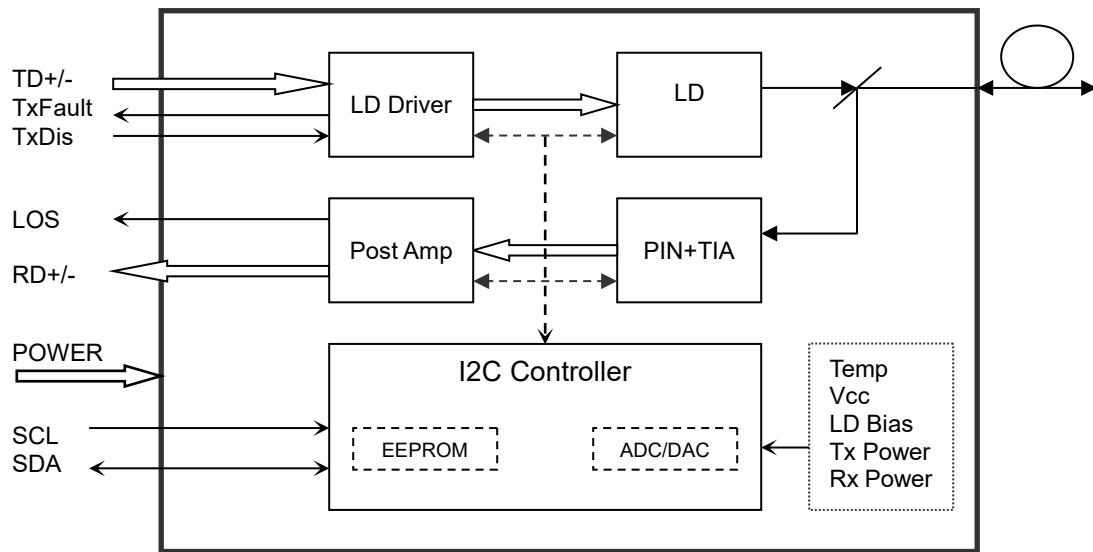 TD+/-
TxFault
TxDis
LD Driver
LD
LOS
RD+/-
Post Amp
PIN+TIA
POWER
SCL
SDA
I2C Controller
EEPROM
ADC/DAC
Temp
Vcc
LD Bias
Tx Power
Rx Power